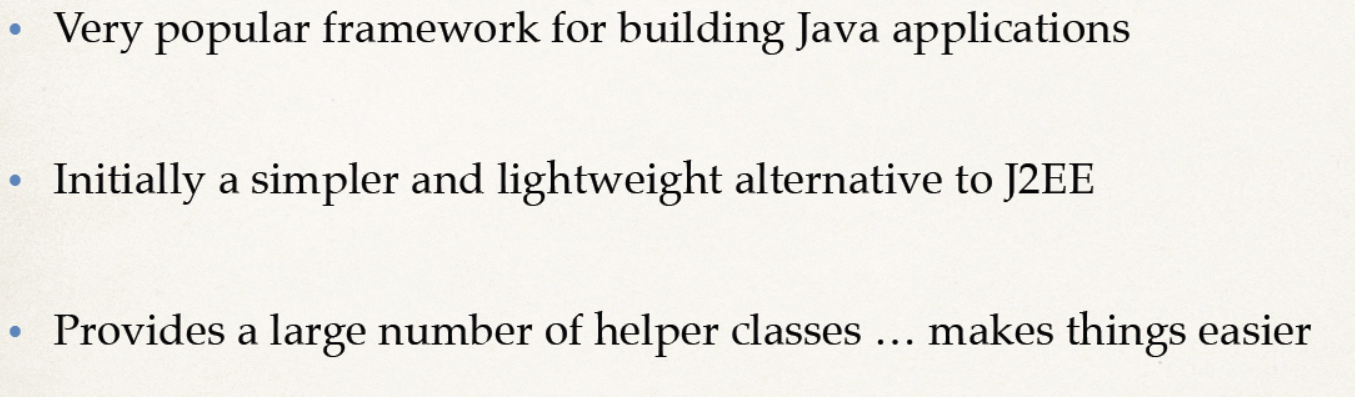 • Very popular framework for building Java applications
• Initially a simpler and lightweight alternative to J2EE
• Provides a large number of helper classes … makes things easier